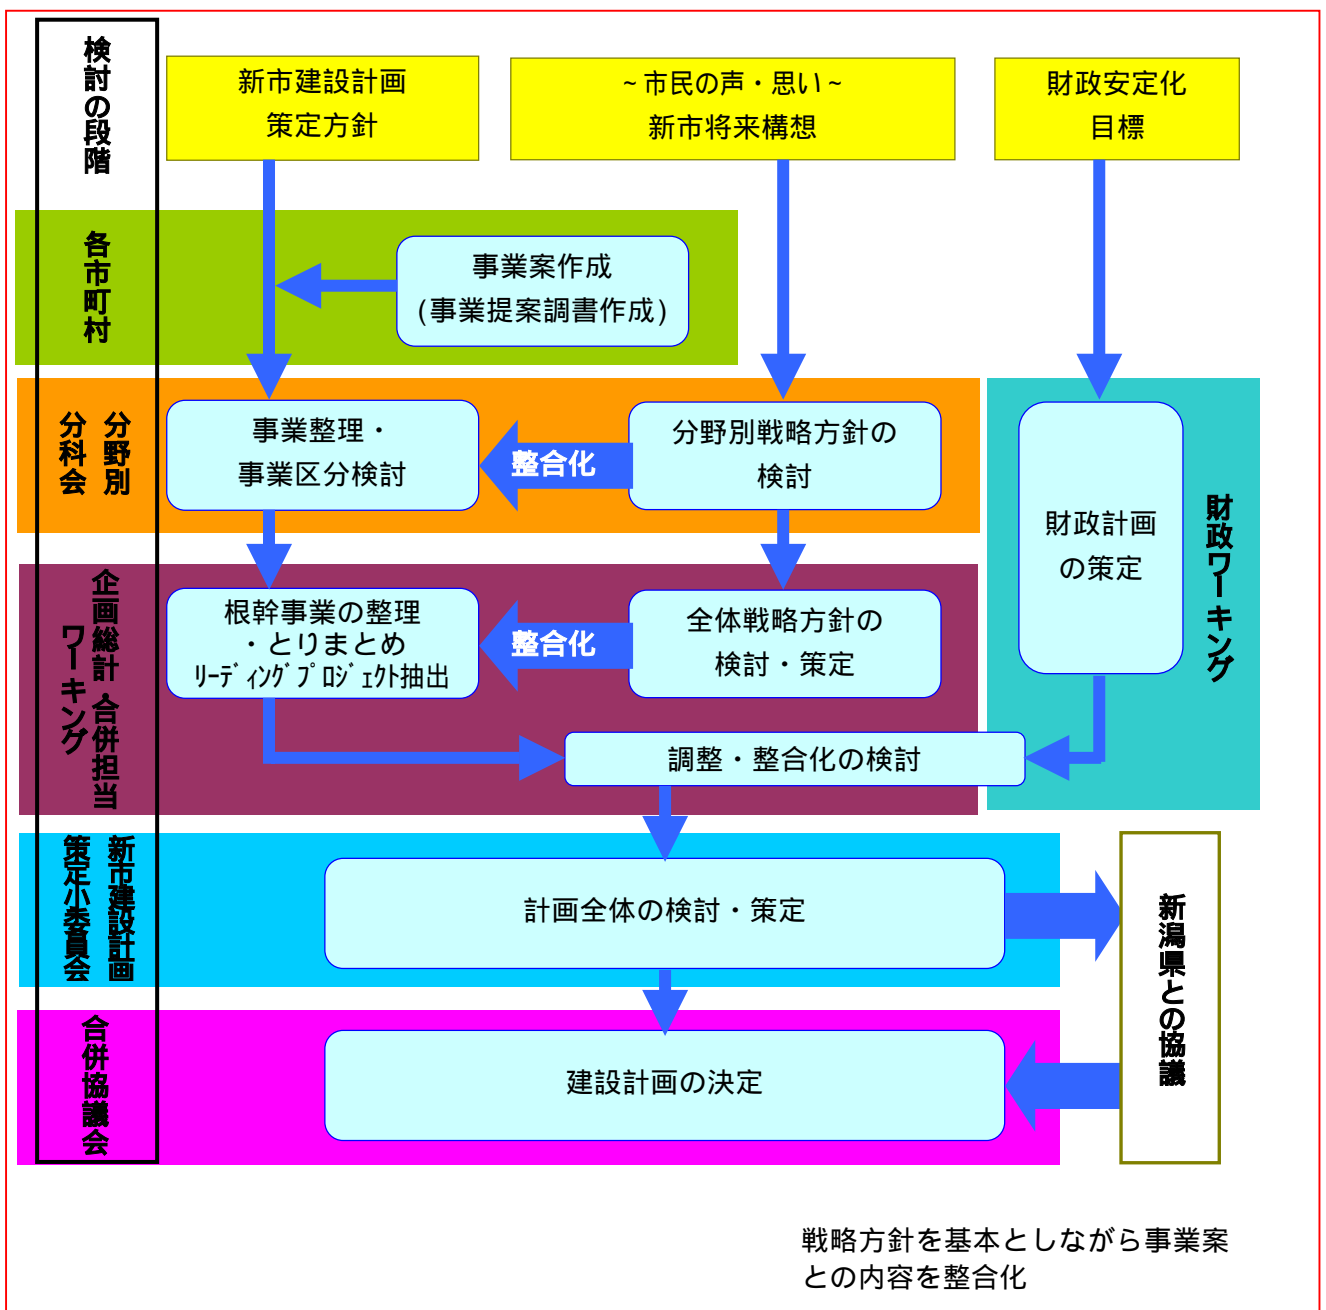 検討の段階
新市建設計画
策定方針
~市民の声・思い~
新市将来構想
財政安定化
目標
各市町村
事業案作成
(事業提案調書作成)
分野別
分科会
事業整理・
事業区分検討
整合化
分野別戦略方針の
検討
財政計画
の策定
財政ワーキング
企画総計・合併担当
ワーキング
根幹事業の整理
・とりまとめ
ﾘｰﾃﾞｨﾝｸﾞﾌﾟﾛｼﾞｪｸﾄ抽出
整合化
全体戦略方針の
検討・策定
調整・整合化の検討
新市建設計画
策定小委員会
計画全体の検討・策定
新潟県との協議
合併協議会
建設計画の決定
戦略方針を基本としながら事業案
との内容を整合化